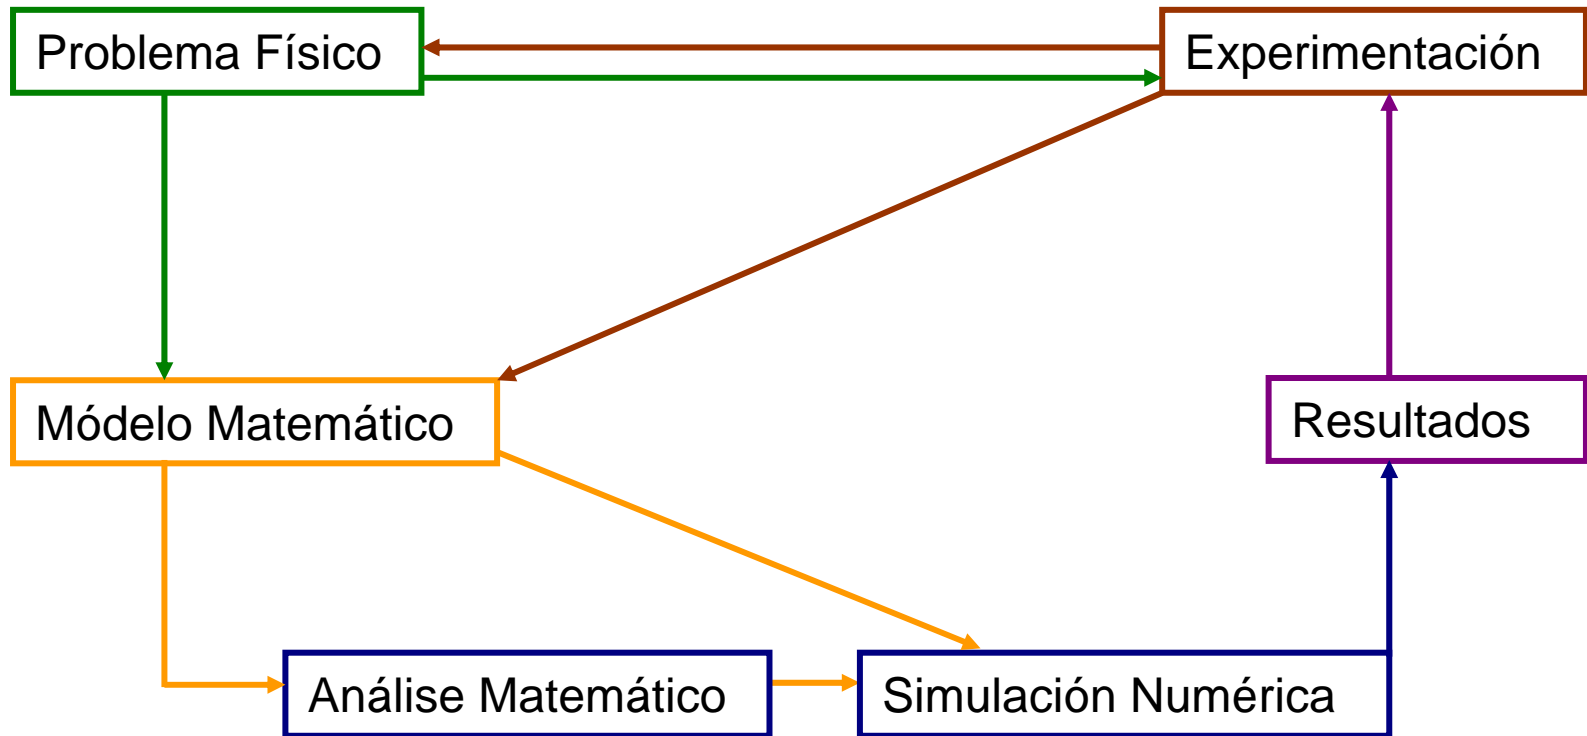 Problema Físico
Experimentación
Módelo Matemático
Resultados
Análise Matemático
Simulación Numérica